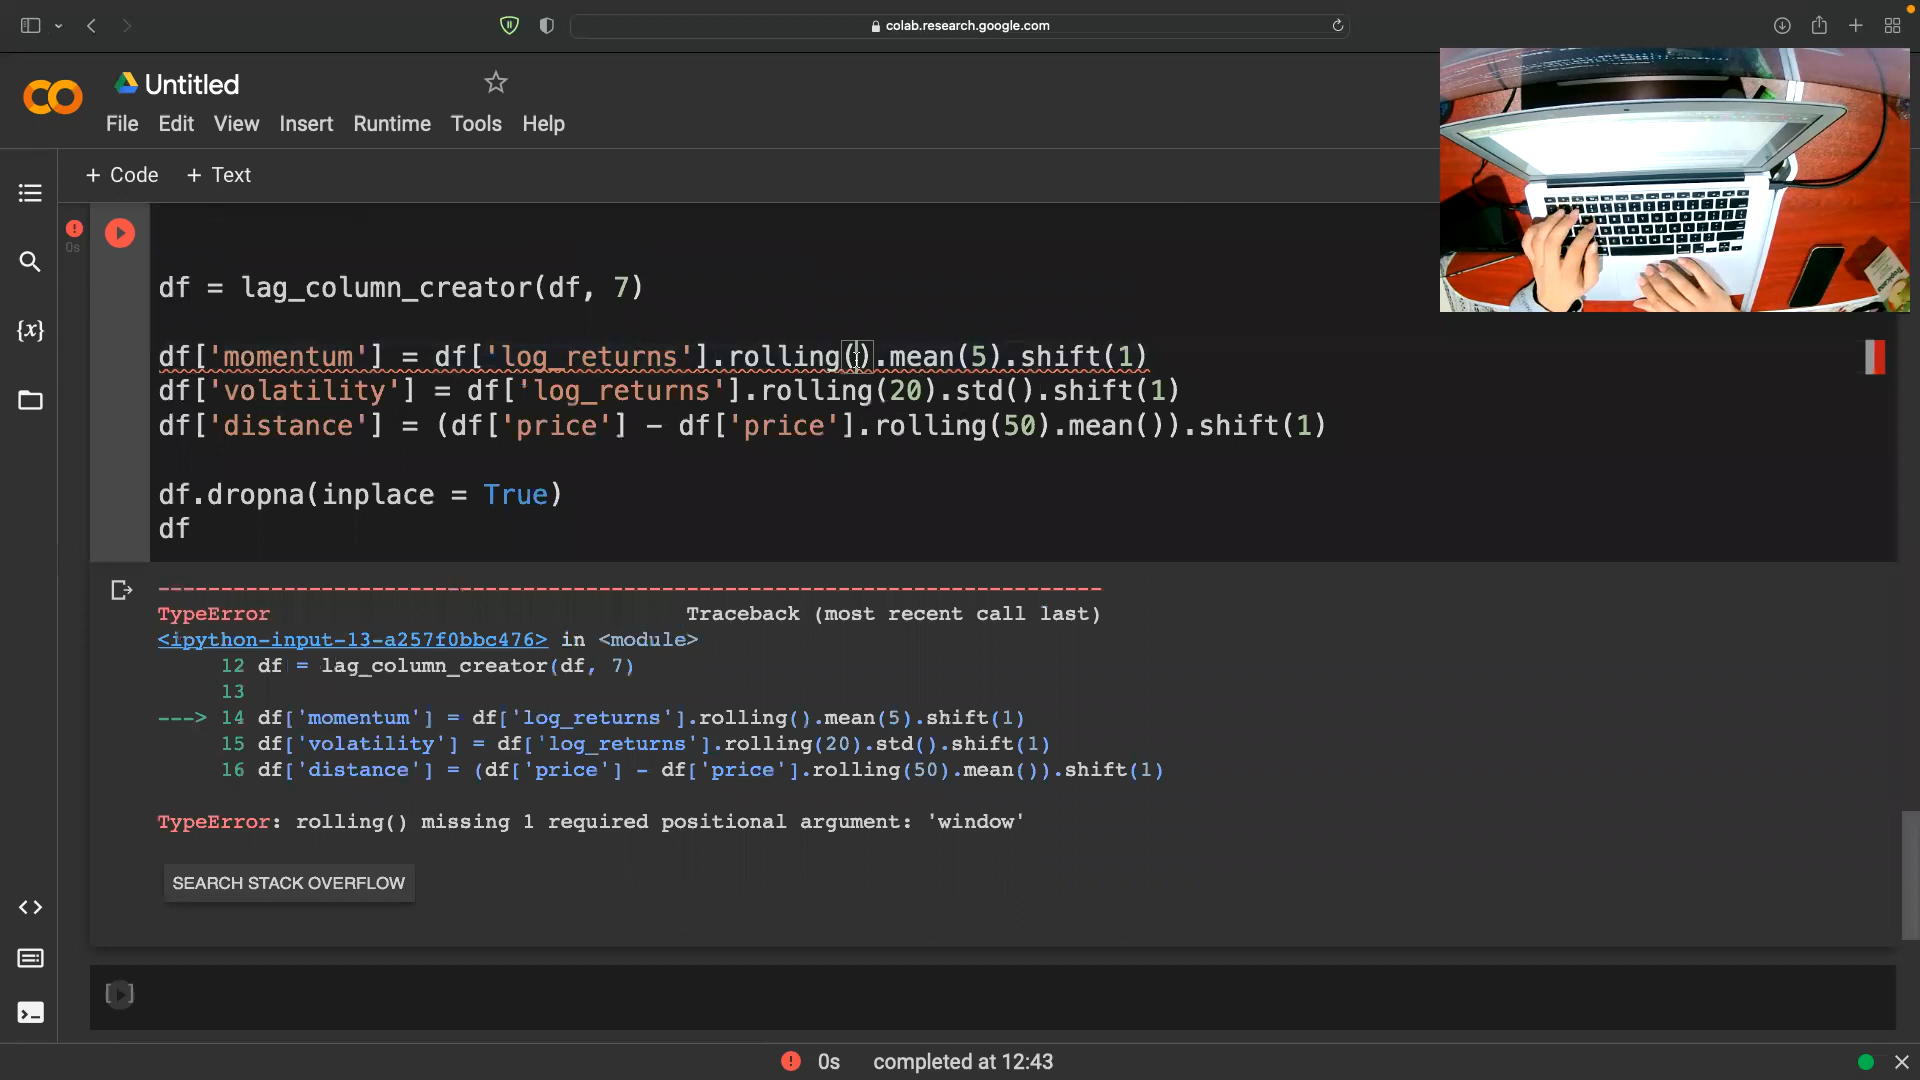 colab.research.google.com
Untitled
File Edit View Insert Runtime Tools Help
+ Code + Text
0s
df = lag_column_creator(df, 7)
df['momentum'] = df['log_returns'].rolling().mean(5).shift(1)
df['volatility'] = df['log_returns'].rolling(20).std().shift(1)
df['distance'] = (df['price'] - df['price'].rolling(50).mean()).shift(1)
df.dropna(inplace = True)
df
---------------------------------------------------------------------------
TypeError Traceback (most recent call last)
<ipython-input-13-a257f0bbc476> in <module>
12 df = lag_column_creator(df, 7)
13
---> 14 df['momentum'] = df['log_returns'].rolling().mean(5).shift(1)
15 df['volatility'] = df['log_returns'].rolling(20).std().shift(1)
16 df['distance'] = (df['price'] - df['price'].rolling(50).mean()).shift(1)
TypeError: rolling() missing 1 required positional argument: 'window'
SEARCH STACK OVERFLOW
[ ]
0s completed at 12:43